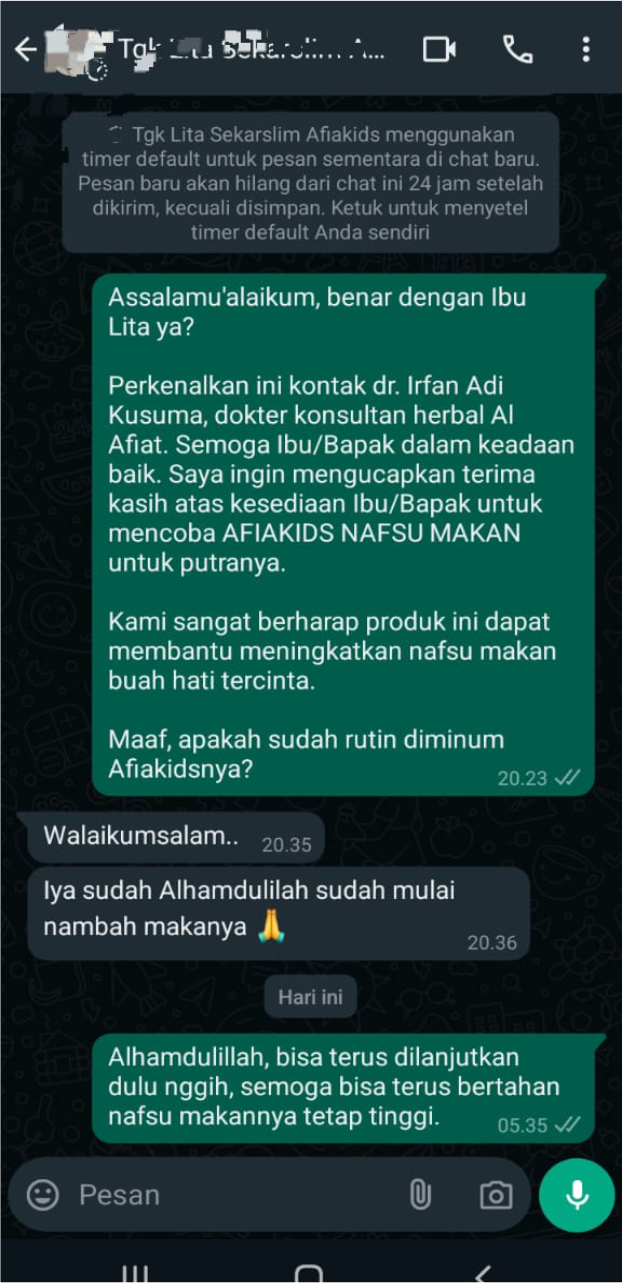 Tgk Lita Sekarslim A...
Tgk Lita Sekarslim Afiakids menggunakan
timer default untuk pesan sementara di chat baru.
Pesan baru akan hilang dari chat ini 24 jam setelah
dikirim, kecuali disimpan. Ketuk untuk menyetel
timer default Anda sendiri
Assalamu'alaikum, benar dengan Ibu
Lita ya?
Perkenalkan ini kontak dr. Irfan Adi
Kusuma, dokter konsultan herbal Al
Afiat. Semoga Ibu/Bapak dalam keadaan
baik. Saya ingin mengucapkan terima
kasih atas kesediaan Ibu/Bapak untuk
mencoba AFIAKIDS NAFSU MAKAN
untuk putranya.
Kami sangat berharap produk ini dapat
membantu meningkatkan nafsu makan
buah hati tercinta.
Maaf, apakah sudah rutin diminum
Afiakidsnya?
20.23
Walaikumsalam.. 20.35
Iya sudah Alhamdulilah sudah mulai
nambah makanya 🙏
20.36
Hari ini
Alhamdulillah, bisa terus dilanjutkan
dulu nggih, semoga bisa terus bertahan
nafsu makannya tetap tinggi. 05.35
Pesan